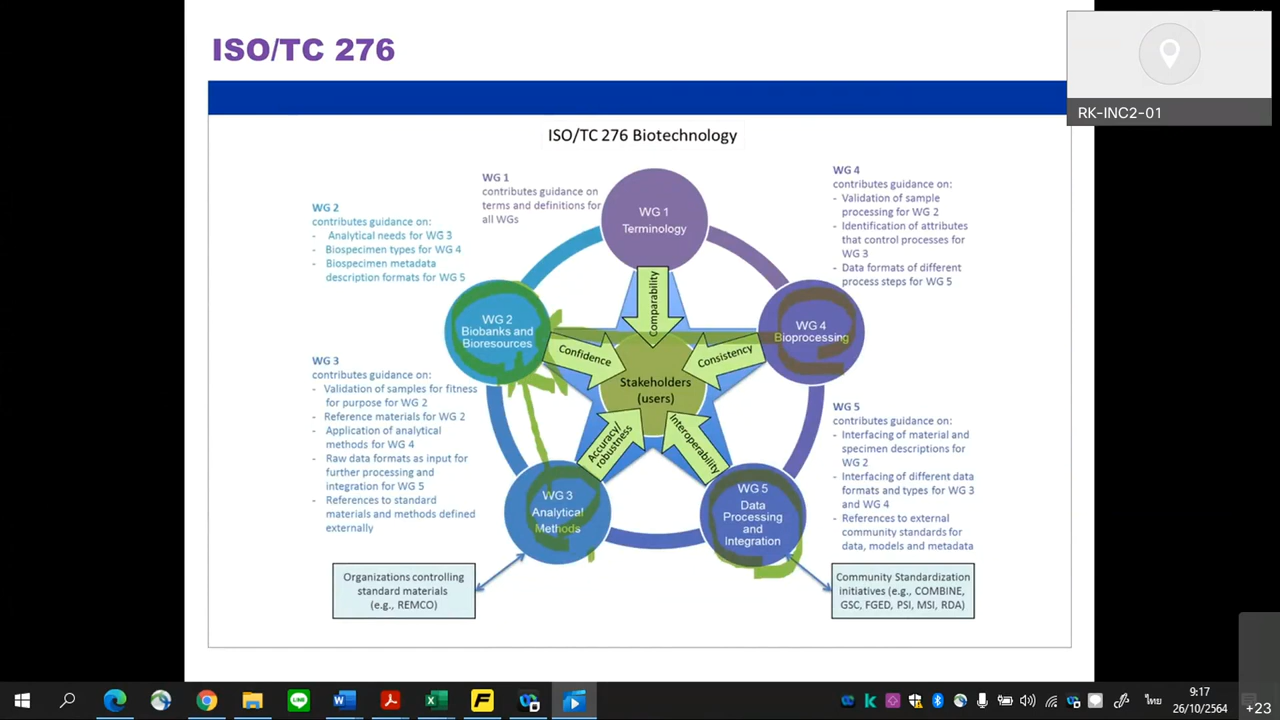 ISO/TC 276
RK-INC2-01
ISO/TC 276 Biotechnology
WG 1
contributes guidance on
terms and definitions for
all WGs
WG 1
Terminology
WG 4
contributes guidance on:
- Validation of sample
processing for WG 2
- Identification of attributes
that control processes for
WG 3
- Data formats of different
process steps for WG 5
WG 2
contributes guidance on:
- Analytical needs for WG 3
- Biospecimen types for WG 4
- Biospecimen metadata
description formats for WG 5
WG 2
Biobanks and
Bioresources
WG 4
Bioprocessing
Comparability
Confidence
Consistency
Stakeholders
(users)
Accuracy/
robustness
Interoperability
WG 3
contributes guidance on:
- Validation of samples for fitness
for purpose for WG 2
- Reference materials for WG 2
- Application of analytical
methods for WG 4
- Raw data formats as input for
further processing and
integration for WG 5
- References to standard
materials and methods defined
externally
WG 5
contributes guidance on:
- Interfacing of material and
specimen descriptions for
WG 2
- Interfacing of different data
formats and types for WG 3
and WG 4
- References to external
community standards for
data, models and metadata
WG 3
Analytical
Methods
WG 5
Data
Processing
and
Integration
Organizations controlling
standard materials
(e.g., REMCO)
Community Standardization
initiatives (e.g., COMBINE,
GSC, FGED, PSI, MSI, RDA)
ไทย
9:17
26/10/2564
+23